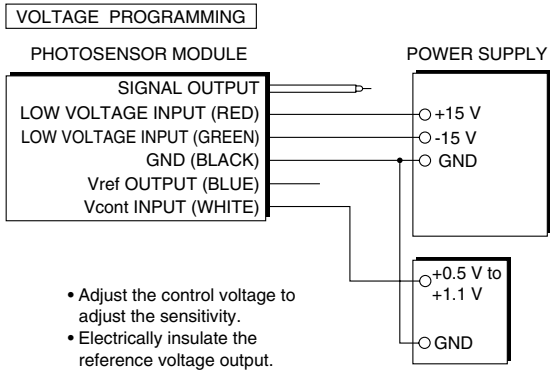 VOLTAGE PROGRAMMING
PHOTOSENSOR MODULE
POWER SUPPLY
SIGNAL OUTPUT
LOW VOLTAGE INPUT (RED)
LOW VOLTAGE INPUT (GREEN)
GND (BLACK)
Vref OUTPUT (BLUE)
Vcont INPUT (WHITE)
+15 V
-15 V
GND
+0.5 V to
+1.1 V
GND
• Adjust the control voltage to
adjust the sensitivity.
• Electrically insulate the
reference voltage output.